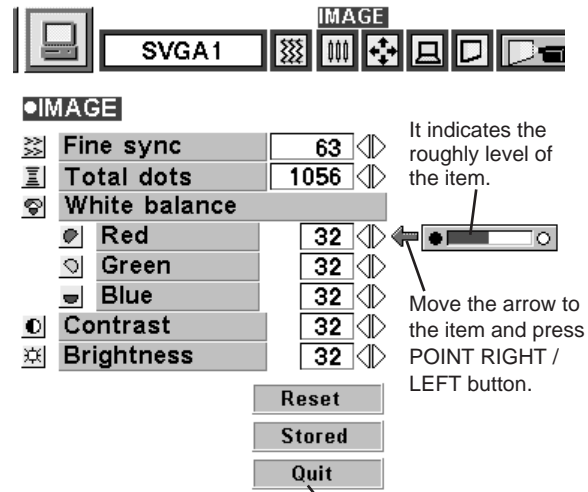 IMAGE
SVGA1
●IMAGE
Fine sync 63
Total dots 1056
White balance
Red 32
Green 32
Blue 32
Contrast 32
Brightness 32
Reset
Stored
Quit
It indicates the
roughly level of
the item.
Move the arrow to
the item and press
POINT RIGHT /
LEFT button.